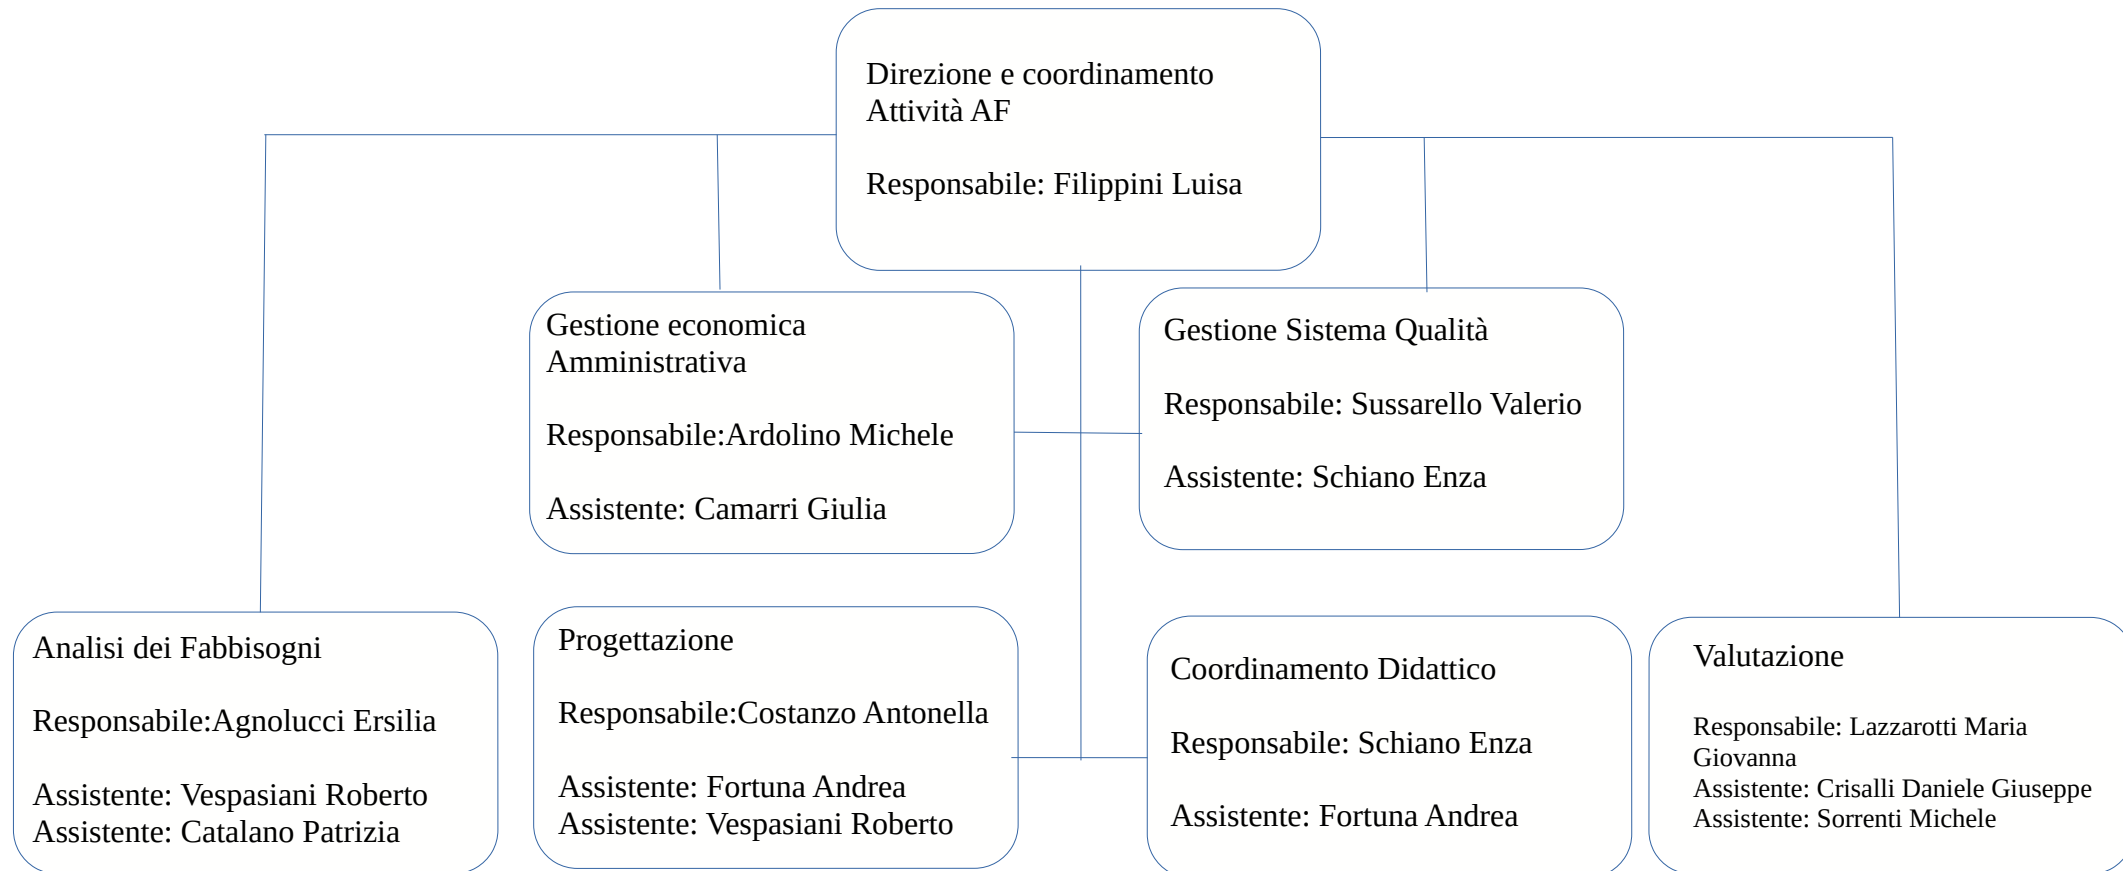 Direzione e coordinamento
Attività AF
Responsabile: Filippini Luisa
Gestione economica
Amministrativa
Responsabile:Ardolino Michele
Assistente: Camarri Giulia
Gestione Sistema Qualità
Responsabile: Sussarello Valerio
Assistente: Schiano Enza
Analisi dei Fabbisogni
Responsabile:Agnolucci Ersilia
Assistente: Vespasiani Roberto
Assistente: Catalano Patrizia
Progettazione
Responsabile:Costanzo Antonella
Assistente: Fortuna Andrea
Assistente: Vespasiani Roberto
Coordinamento Didattico
Responsabile: Schiano Enza
Assistente: Fortuna Andrea
Valutazione
Responsabile: Lazzarotti Maria
Giovanna
Assistente: Crisalli Daniele Giuseppe
Assistente: Sorrenti Michele